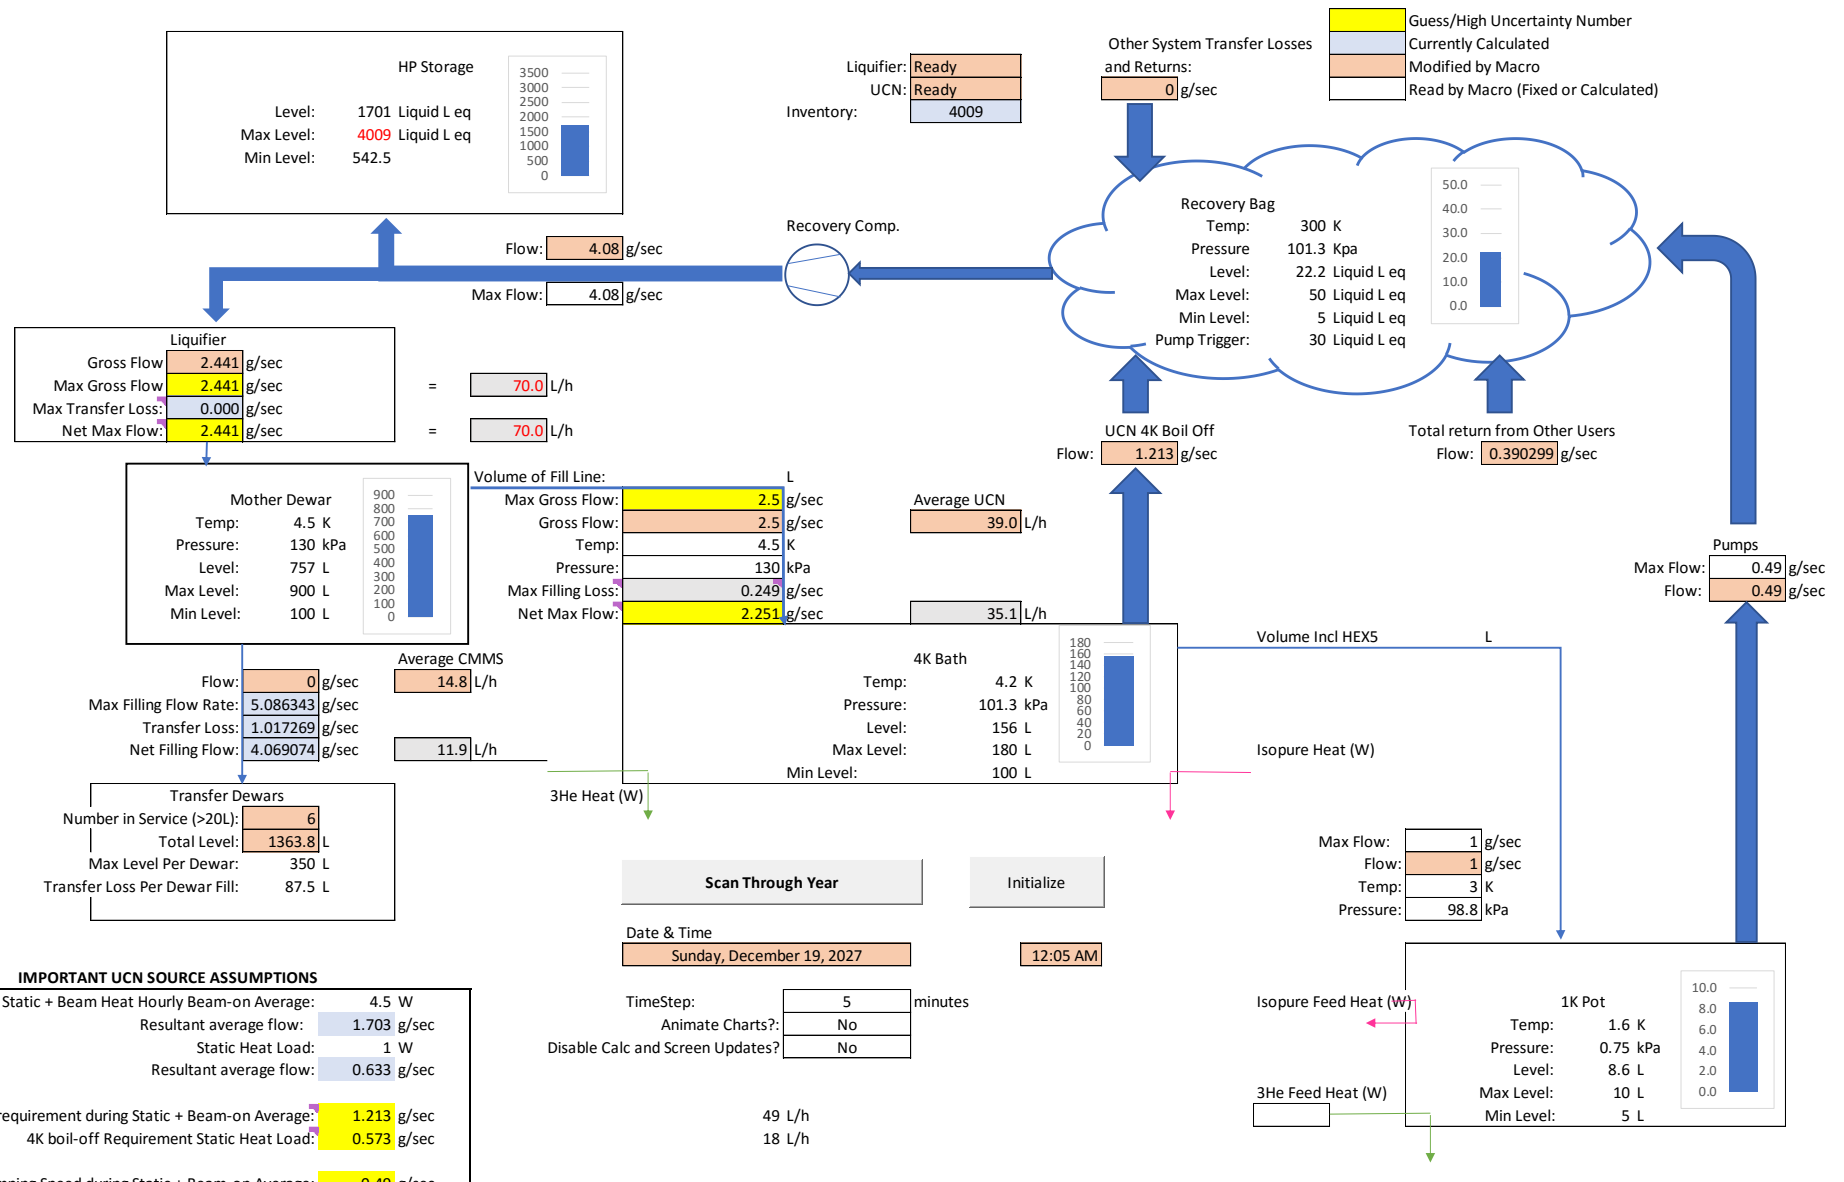 Guess/High Uncertainty Number
Currently Calculated
Modified by Macro
Read by Macro (Fixed or Calculated)
HP Storage
Level: 1701 Liquid L eq
Max Level: 4009 Liquid L eq
Min Level: 542.5
3500
3000
2500
2000
1500
1000
500
0
Liquifier: Ready
UCN: Ready
Inventory: 4009
Other System Transfer Losses
and Returns:
0 g/sec
Recovery Comp.
Flow: 4.08 g/sec
Max Flow: 4.08 g/sec
Recovery Bag
Temp: 300 K
Pressure 101.3 Kpa
Level: 22.2 Liquid L eq
Max Level: 50 Liquid L eq
Min Level: 5 Liquid L eq
Pump Trigger: 30 Liquid L eq
50.0
40.0
30.0
20.0
10.0
0.0
Liquifier
Gross Flow 2.441 g/sec
Max Gross Flow 2.441 g/sec = 70.0 L/h
Max Transfer Loss: 0.000 g/sec
Net Max Flow: 2.441 g/sec = 70.0 L/h
UCN 4K Boil Off
Flow: 1.213 g/sec
Total return from Other Users
Flow: 0.390299 g/sec
Mother Dewar
Temp: 4.5 K
Pressure: 130 kPa
Level: 757 L
Max Level: 900 L
Min Level: 100 L
900
800
700
600
500
400
300
200
100
0
Volume of Fill Line: L
Max Gross Flow: 2.5 g/sec
Gross Flow: 2.5 g/sec
Temp: 4.5 K
Pressure: 130 kPa
Max Filling Loss: 0.249 g/sec
Net Max Flow: 2.251 g/sec
Average UCN
39.0 L/h
35.1 L/h
Pumps
Max Flow: 0.49 g/sec
Flow: 0.49 g/sec
Average CMMS
Flow: 0 g/sec 14.8 L/h
Max Filling Flow Rate: 5.086343 g/sec
Transfer Loss: 1.017269 g/sec
Net Filling Flow: 4.069074 g/sec 11.9 L/h
4K Bath
Temp: 4.2 K
Pressure: 101.3 kPa
Level: 156 L
Max Level: 180 L
Min Level: 100 L
180
160
140
120
100
80
60
40
20
0
Volume Incl HEX5 L
Isopure Heat (W)
3He Heat (W)
Transfer Dewars
Number in Service (>20L): 6
Total Level: 1363.8 L
Max Level Per Dewar: 350 L
Transfer Loss Per Dewar Fill: 87.5 L
Scan Through Year
Initialize
Max Flow: 1 g/sec
Flow: 1 g/sec
Temp: 3 K
Pressure: 98.8 kPa
Date & Time
Sunday, December 19, 2027 12:05 AM
TimeStep: 5 minutes
Animate Charts?: No
Disable Calc and Screen Updates? No
IMPORTANT UCN SOURCE ASSUMPTIONS
Static + Beam Heat Hourly Beam-on Average: 4.5 W
Resultant average flow: 1.703 g/sec
Static Heat Load: 1 W
Resultant average flow: 0.633 g/sec
requirement during Static + Beam-on Average: 1.213 g/sec 49 L/h
4K boil-off Requirement Static Heat Load: 0.573 g/sec 18 L/h
Speed during Static + Beam-on Average: 0.49 g/sec
Isopure Feed Heat (W)
3He Feed Heat (W)
1K Pot
Temp: 1.6 K
Pressure: 0.75 kPa
Level: 8.6 L
Max Level: 10 L
Min Level: 5 L
10.0
8.0
6.0
4.0
2.0
0.0